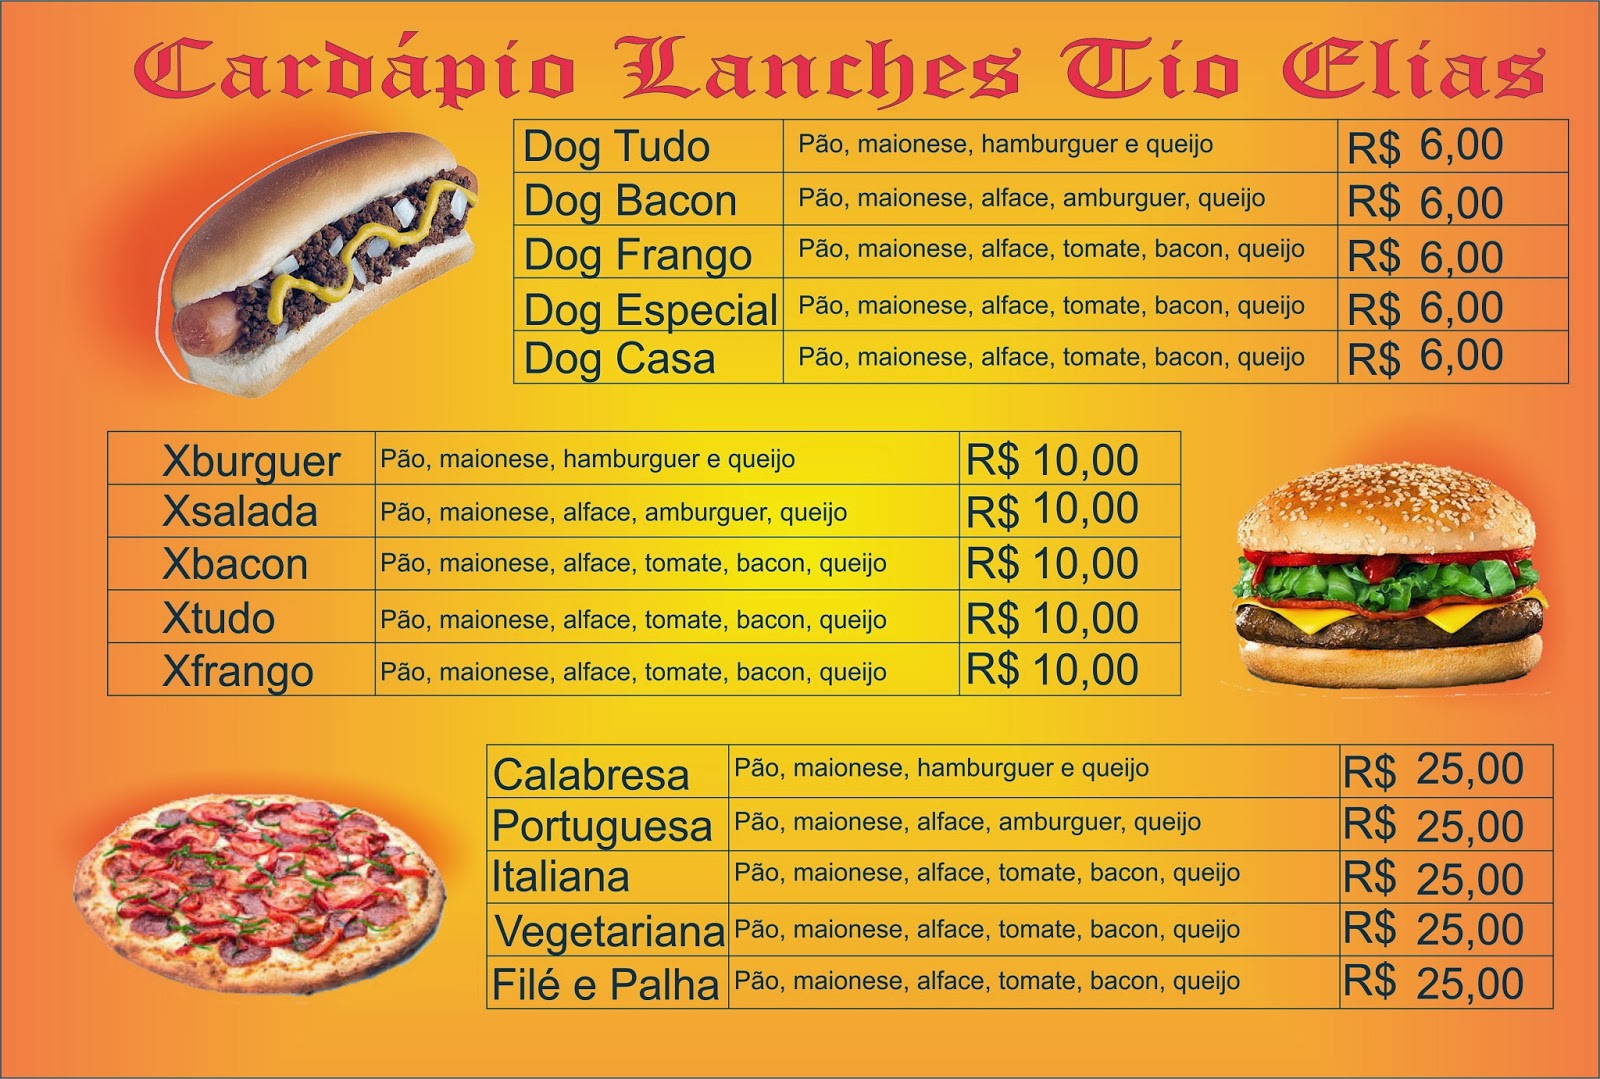 Cardápio Lanches Tio Elias
Dog Tudo Pão, maionese, hamburguer e queijo R$ 6,00
Dog Bacon Pão, maionese, alface, amburguer, queijo R$ 6,00
Dog Frango Pão, maionese, alface, tomate, bacon, queijo R$ 6,00
Dog Especial Pão, maionese, alface, tomate, bacon, queijo R$ 6,00
Dog Casa Pão, maionese, alface, tomate, bacon, queijo R$ 6,00
Xburguer Pão, maionese, hamburguer e queijo R$ 10,00
Xsalada Pão, maionese, alface, amburguer, queijo R$ 10,00
Xbacon Pão, maionese, alface, tomate, bacon, queijo R$ 10,00
Xtudo Pão, maionese, alface, tomate, bacon, queijo R$ 10,00
Xfrango Pão, maionese, alface, tomate, bacon, queijo R$ 10,00
Calabresa Pão, maionese, hamburguer e queijo R$ 25,00
Portuguesa Pão, maionese, alface, amburguer, queijo R$ 25,00
Italiana Pão, maionese, alface, tomate, bacon, queijo R$ 25,00
Vegetariana Pão, maionese, alface, tomate, bacon, queijo R$ 25,00
Filé e Palha Pão, maionese, alface, tomate, bacon, queijo R$ 25,00